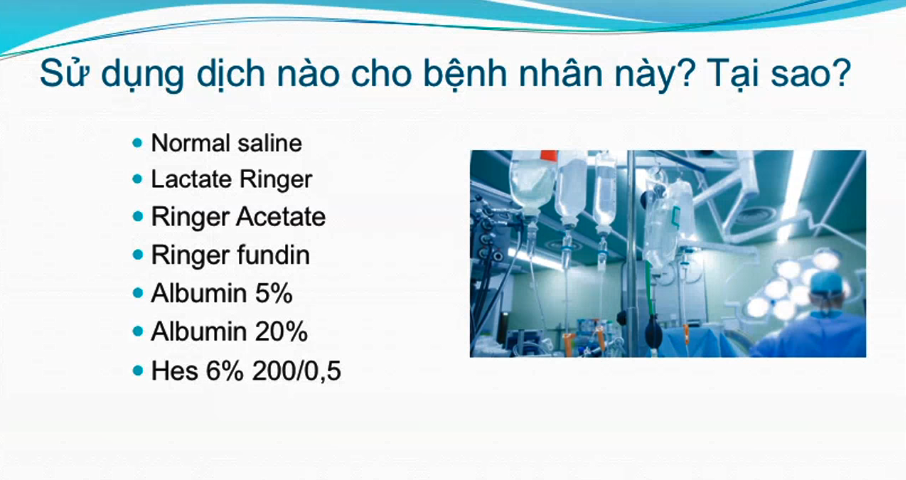 Sử dụng dịch nào cho bệnh nhân này? Tại sao?
• Normal saline
• Lactate Ringer
• Ringer Acetate
• Ringer fundin
• Albumin 5%
• Albumin 20%
• Hes 6% 200/0,5